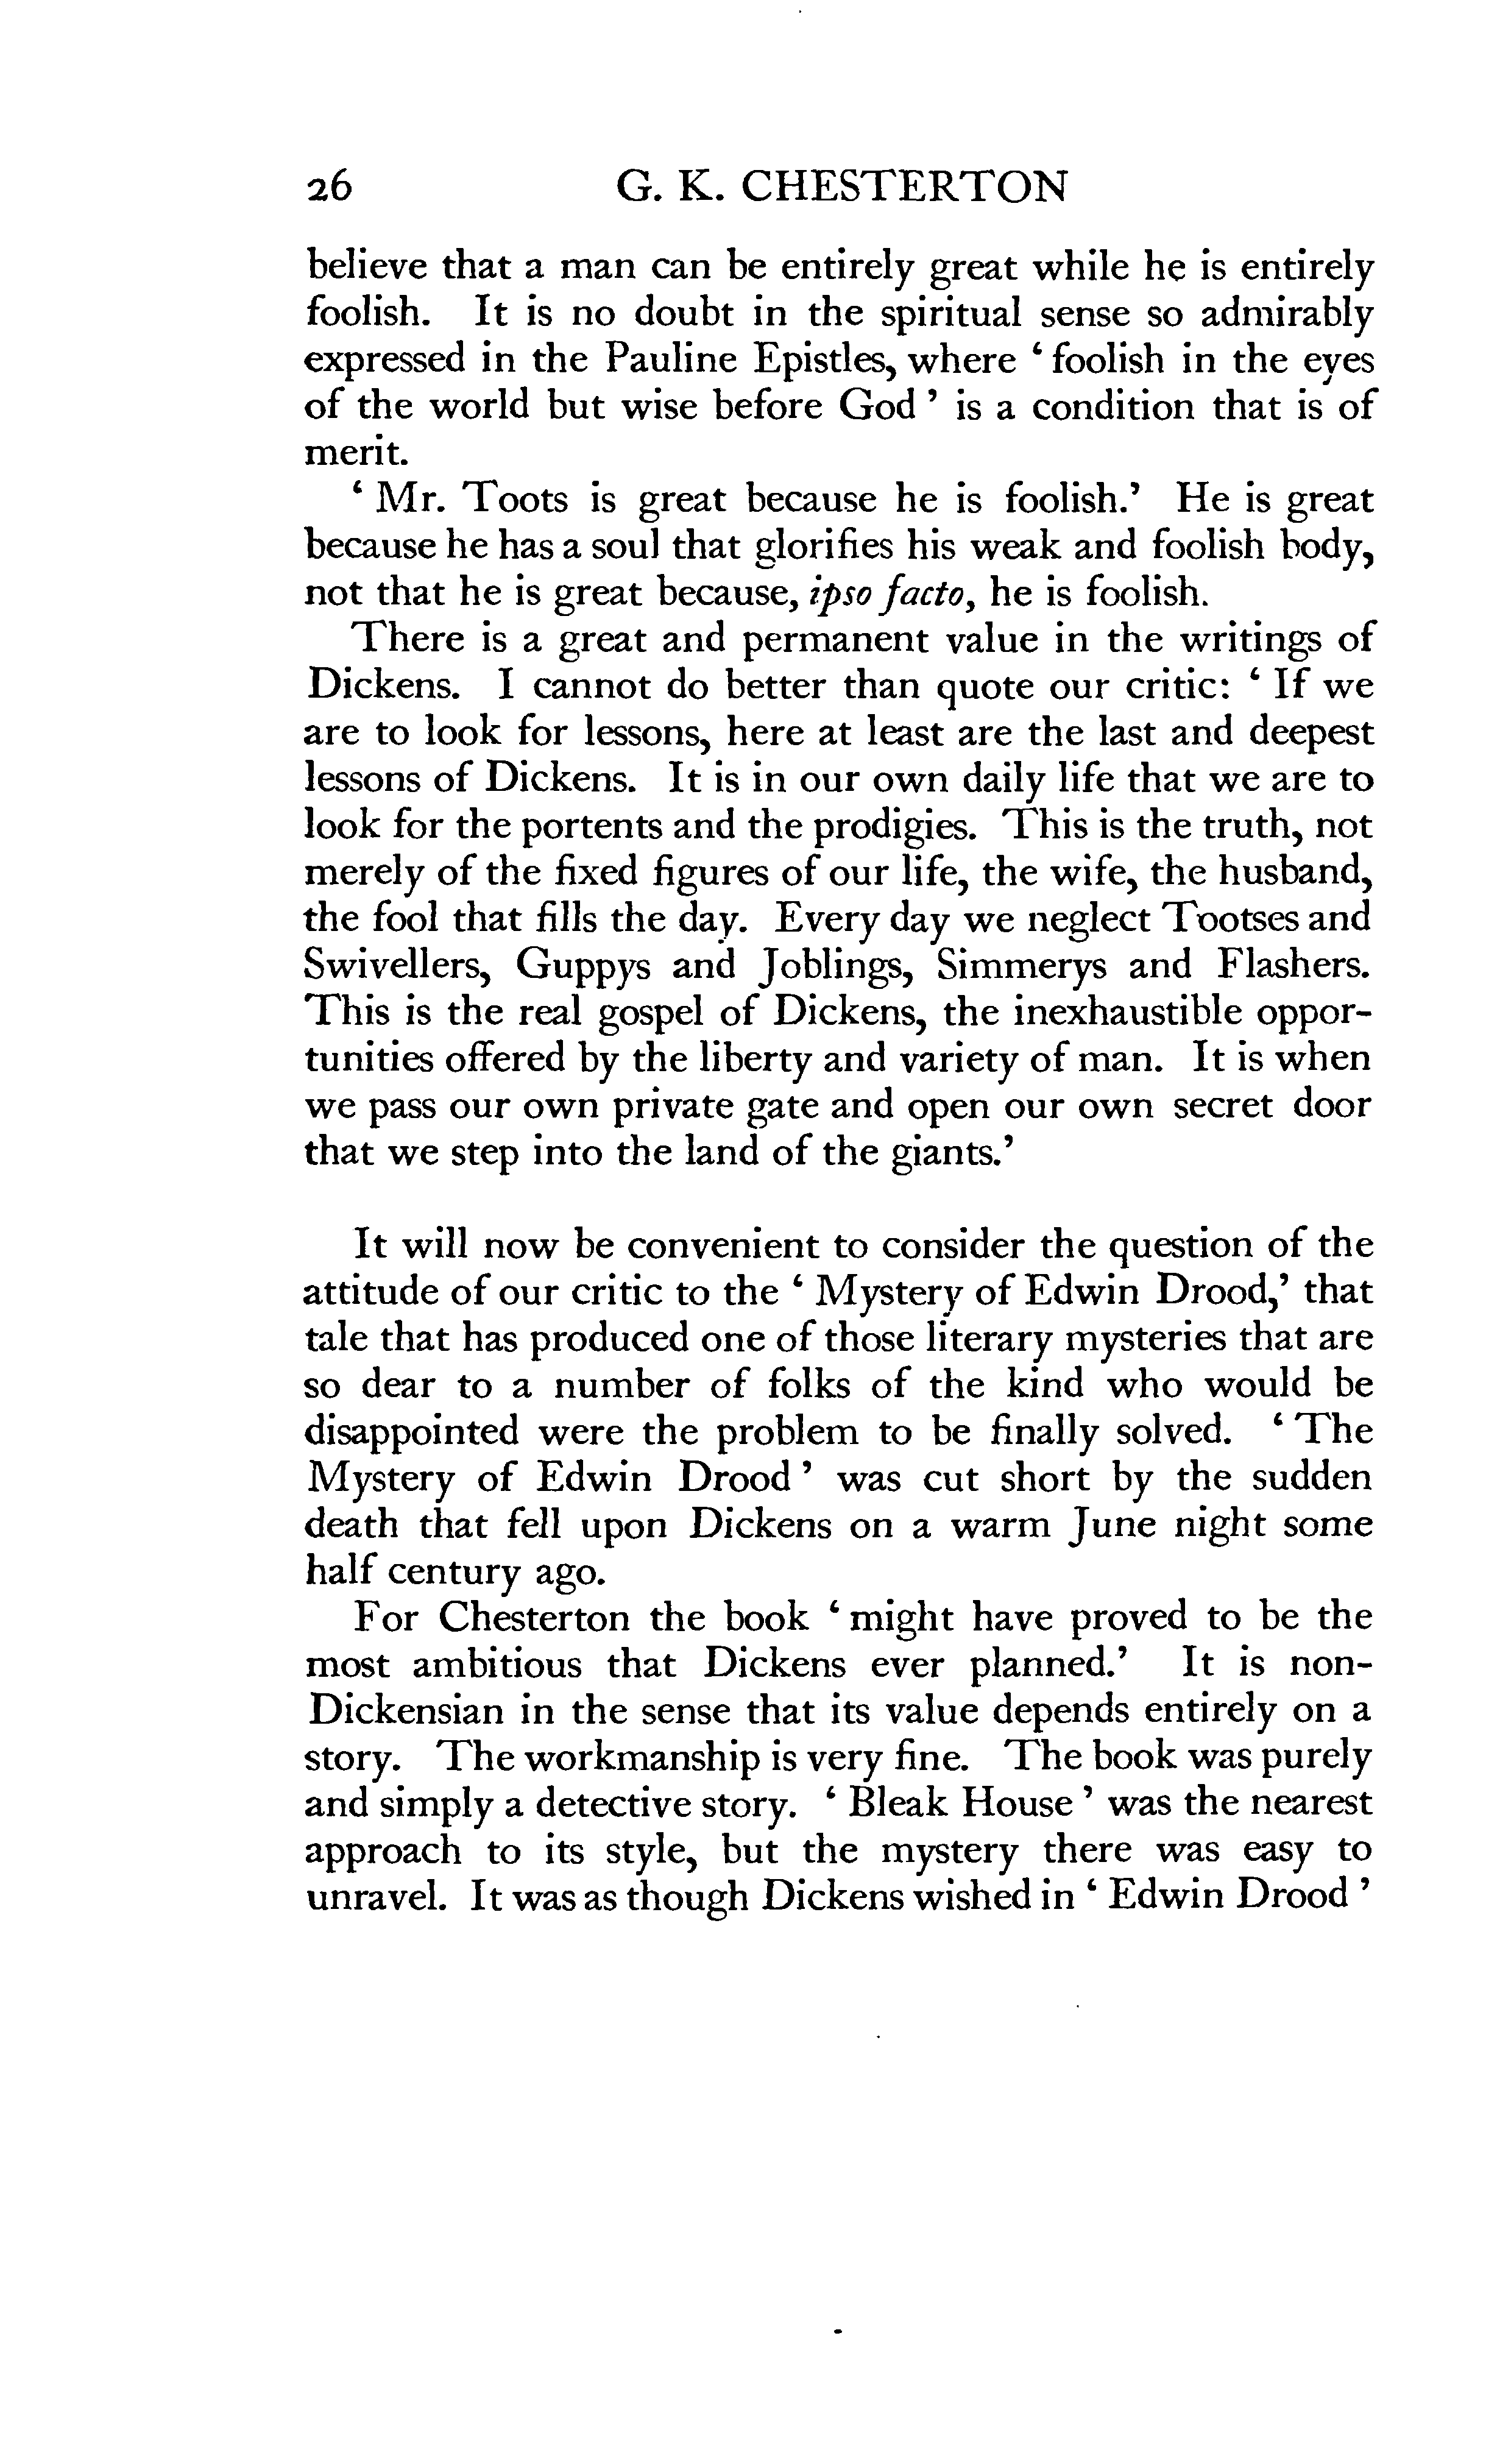 26 G. K. CHESTERTON
believe that a man can be entirely great while he is entirely
foolish. It is no doubt in the spiritual sense so admirably
expressed in the Pauline Epistles, where ‘ foolish in the eyes
of the world but wise before God ’ is a condition that is of
merit.
‘ Mr. Toots is great because he is foolish.’ He is great
because he has a soul that glorifies his weak and foolish body,
not that he is great because, ipso facto, he is foolish.
There is a great and permanent value in the writings of
Dickens. I cannot do better than quote our critic: ‘ If we
are to look for lessons, here at least are the last and deepest
lessons of Dickens. It is in our own daily life that we are to
look for the portents and the prodigies. This is the truth, not
merely of the fixed figures of our life, the wife, the husband,
the fool that fills the day. Every day we neglect Tootses and
Swivellers, Guppys and Joblings, Simmerys and Flashers.
This is the real gospel of Dickens, the inexhaustible oppor-
tunities offered by the liberty and variety of man. It is when
we pass our own private gate and open our own secret door
that we step into the land of the giants.’
It will now be convenient to consider the question of the
attitude of our critic to the ‘ Mystery of Edwin Drood,’ that
tale that has produced one of those literary mysteries that are
so dear to a number of folks of the kind who would be
disappointed were the problem to be finally solved. ‘ The
Mystery of Edwin Drood ’ was cut short by the sudden
death that fell upon Dickens on a warm June night some
half century ago.
For Chesterton the book ‘ might have proved to be the
most ambitious that Dickens ever planned.’ It is non-
Dickensian in the sense that its value depends entirely on a
story. The workmanship is very fine. The book was purely
and simply a detective story. ‘ Bleak House ’ was the nearest
approach to its style, but the mystery there was easy to
unravel. It was as though Dickens wished in ‘ Edwin Drood ’